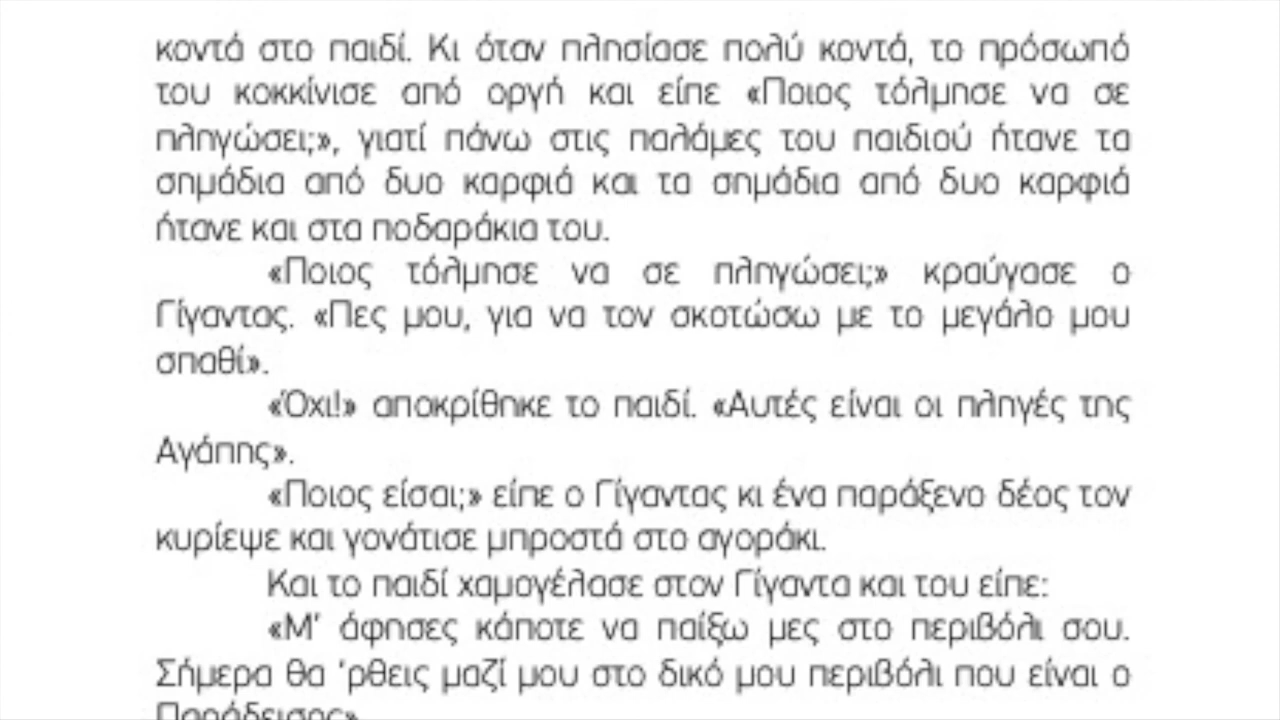 κοντά στο παιδί. Κι όταν πλησίασε πολύ κοντά, το πρόσωπό
του κοκκίνισε από οργή και είπε «Ποιος τόλμησε να σε
πληγώσει;», γιατί πάνω στις παλάμες του παιδιού ήτανε τα
σημάδια από δυο καρφιά και τα σημάδια από δυο καρφιά
ήτανε και στα ποδαράκια του.
«Ποιος τόλμησε να σε πληγώσει;» κραύγασε ο
Γίγαντας. «Πες μου, για να τον σκοτώσω με το μεγάλο μου
σπαθί».
«Όχι!» αποκρίθηκε το παιδί. «Αυτές είναι οι πληγές της
Αγάπης».
«Ποιος είσαι;» είπε ο Γίγαντας κι ένα παράξενο δέος τον
κυρίεψε και γονάτισε μπροστά στο αγοράκι.
Και το παιδί χαμογέλασε στον Γίγαντα και του είπε:
«Μ’ άφησες κάποτε να παίξω μες στο περιβόλι σου.
Σήμερα θα ‘ρθεις μαζί μου στο δικό μου περιβόλι που είναι ο
Παράδεισος».